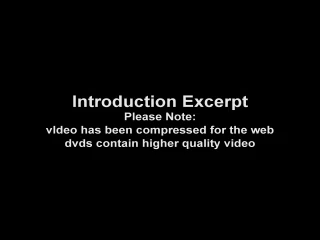 Introduction Excerpt
Please Note:
vIdeo has been compressed for the web
dvds contain higher quality video